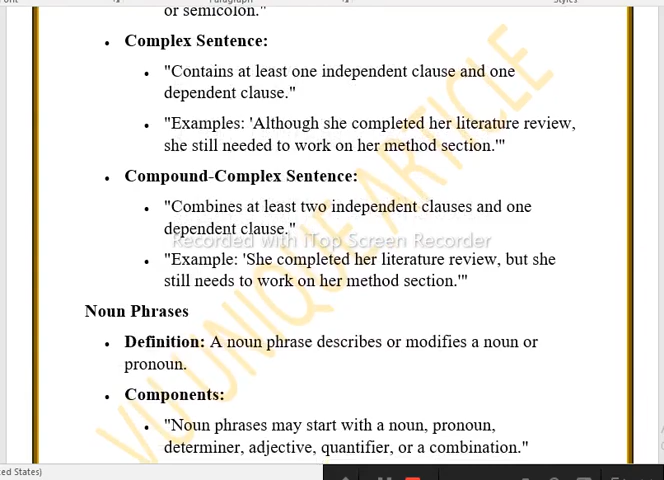 Paragraph
Styles
or semicolon."
• Complex Sentence:
• "Contains at least one independent clause and one
dependent clause."
• "Examples: 'Although she completed her literature review,
she still needed to work on her method section.'"
• Compound-Complex Sentence:
• "Combines at least two independent clauses and one
dependent clause."
Recorded with iTop Screen Recorder
• "Example: 'She completed her literature review, but she
still needs to work on her method section.'"
Noun Phrases
• Definition: A noun phrase describes or modifies a noun or
pronoun.
• Components:
• "Noun phrases may start with a noun, pronoun,
determiner, adjective, quantifier, or a combination."
VU UNIQUE ARTICLE
ted States)